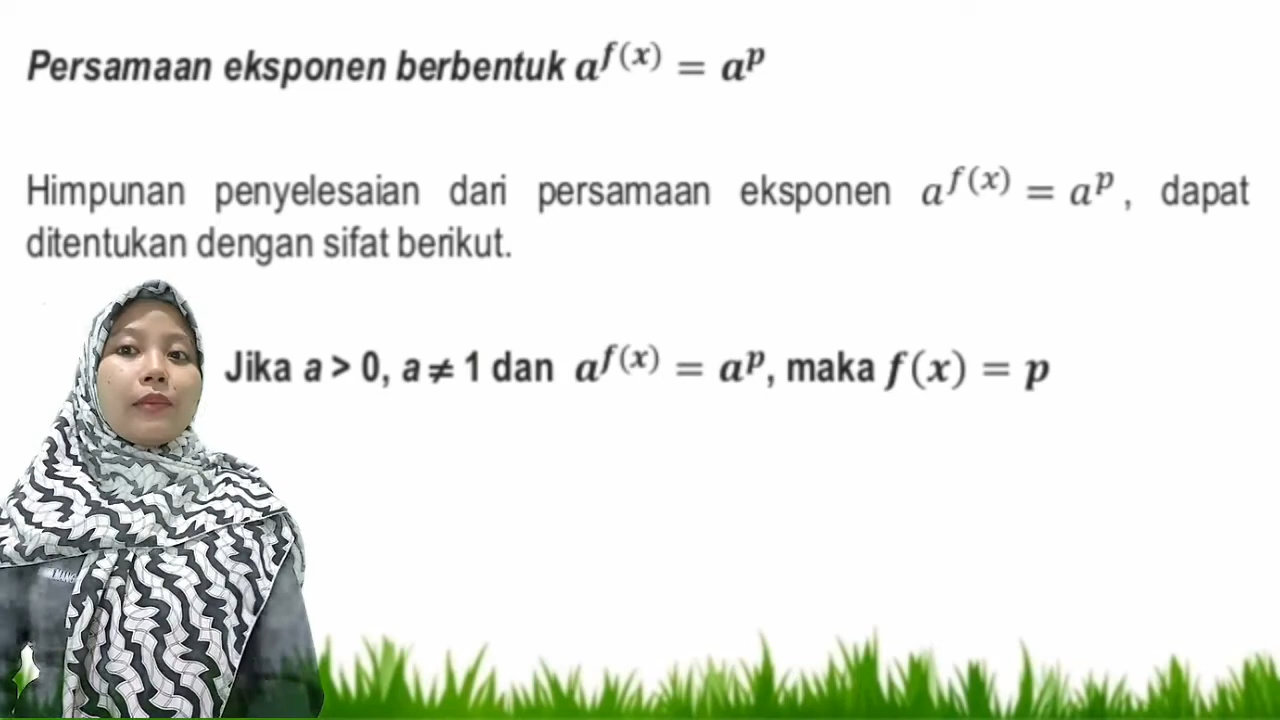 Persamaan eksponen berbentuk a^f(x) = a^p
Himpunan penyelesaian dari persamaan eksponen a^f(x) = a^p, dapat
ditentukan dengan sifat berikut.
Jika a > 0, a ≠ 1 dan a^f(x) = a^p, maka f(x) = p